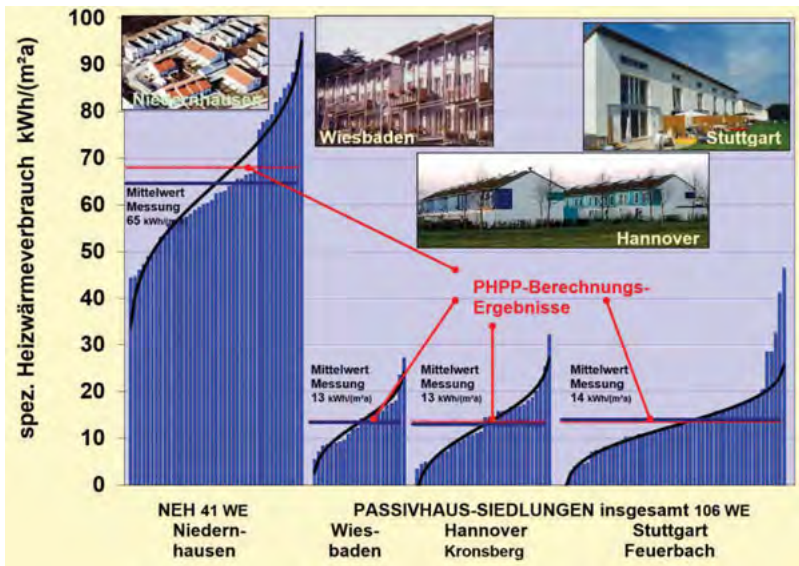 spez. Heizwärmeverbrauch kWh/(m²a)
100
90
80
70
60
50
40
30
20
10
0
Niedernhausen
Wiesbaden
Stuttgart
Hannover
Mittelwert
Messung
65 kWh/(m²a)
PHPP-Berechnungs-
Ergebnisse
Mittelwert
Messung
13 kWh/(m²a)
Mittelwert
Messung
13 kWh/(m²a)
Mittelwert
Messung
14 kWh/(m²a)
NEH 41 WE
Niedern-
hausen
PASSIVHAUS-SIEDLUNGEN insgesamt 106 WE
Wies-
baden
Hannover
Kronsberg
Stuttgart
Feuerbach